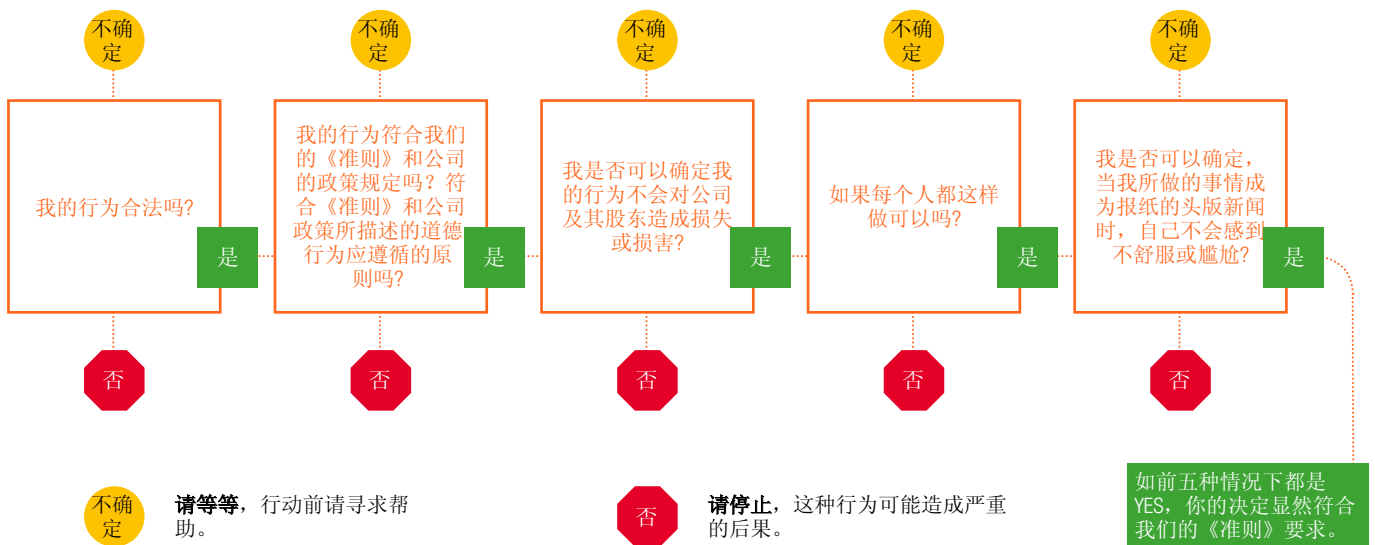 不确
定
不确
定
不确
定
不确
定
不确
定
我的行为合法吗?
是
我的行为符合我们
的《准则》和公司
的政策规定吗？符
合《准则》和公司
政策所描述的道德
行为应遵循的原
则吗?
是
我是否可以确定我
的行为不会对公司
及其股东造成损失
或损害?
是
如果每个人都这样
做可以吗?
是
我是否可以确定，
当我所做的事情成
为报纸的头版新闻
时，自己不会感到
不舒服或尴尬?
是
否
否
否
否
否
不确
定
请等等，行动前请寻求帮
助。
否
请停止，这种行为可能造成严重
的后果。
如前五种情况下都是
YES，你的决定显然符合
我们的《准则》要求。